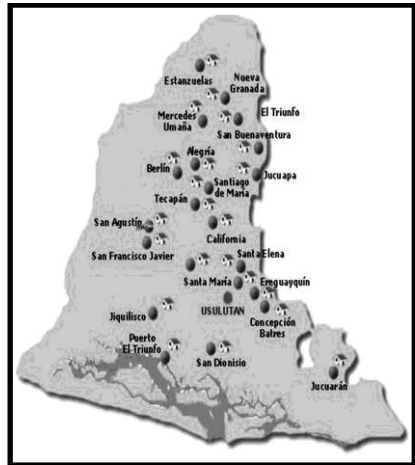 Estanzuelas
Nueva
Granada
Mercedes
Umaña
El Triunfo
San Buenaventura
Alegría
Berlín
Jucuapa
Santiago
de María
Tecapán
San Agustín
California
San Francisco Javier
Santa Elena
Santa María
Ereguayquín
USULUTAN
Jiquilisco
Concepción
Batres
Puerto
El Triunfo
San Dionisio
Jucuarán